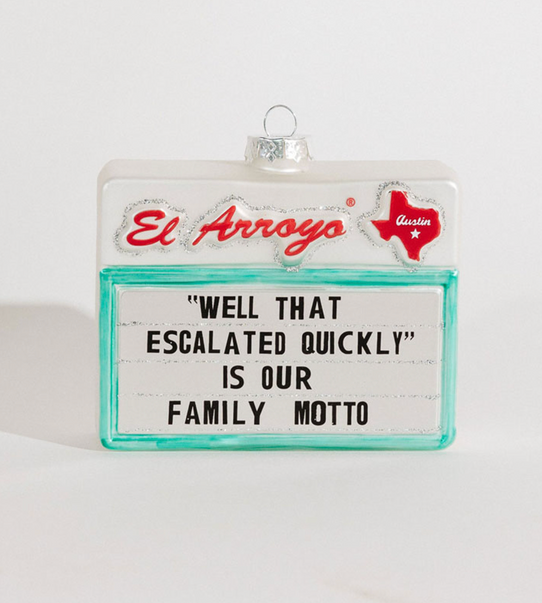 El Arroyo®
Austin
"WELL THAT
ESCALATED QUICKLY"
IS OUR
FAMILY MOTTO